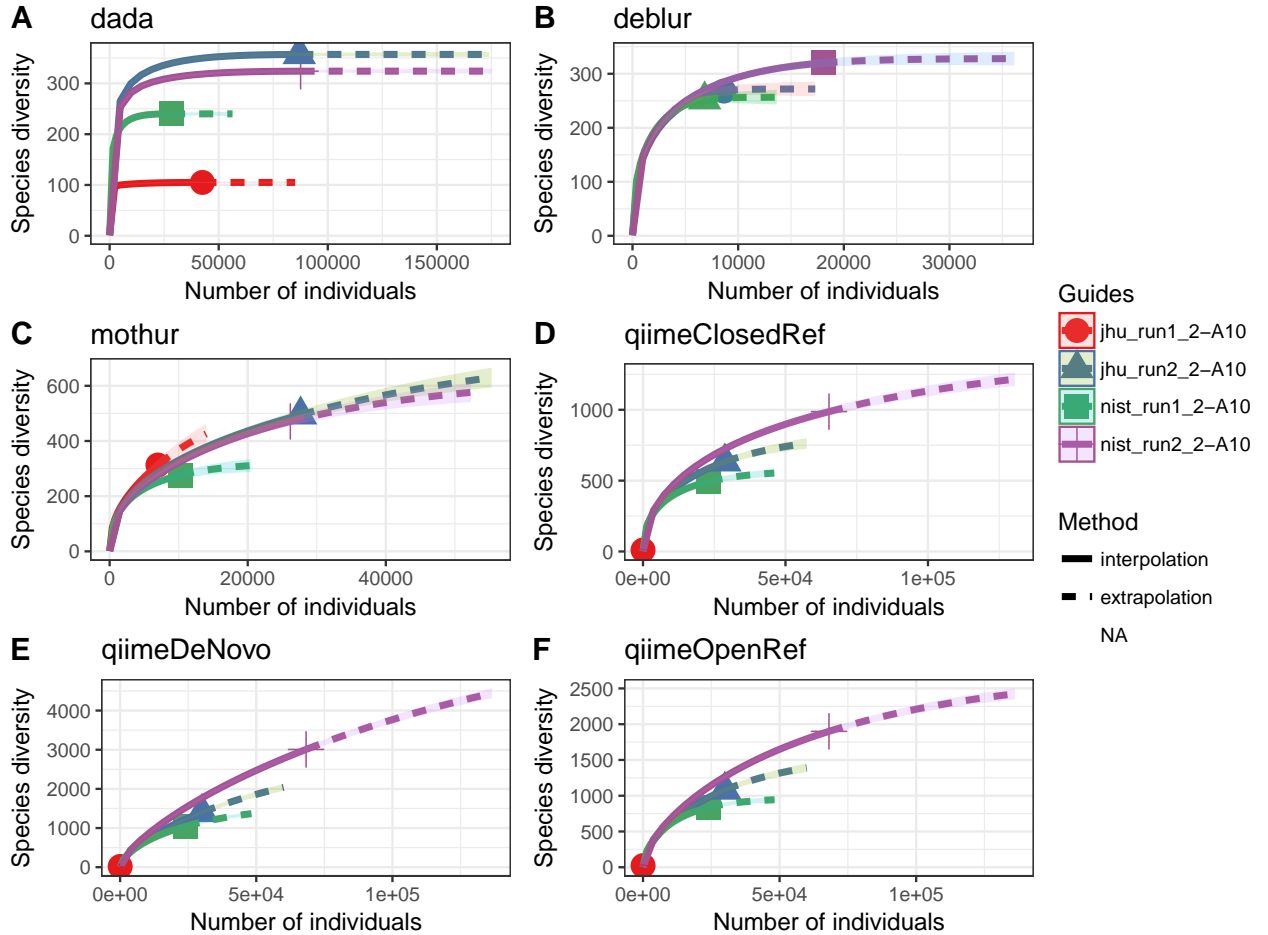 A dada
Species diversity
300
200
100
0
0 50000 100000 150000
Number of individuals
B deblur
Species diversity
300
200
100
0
0 10000 20000 30000
Number of individuals
C mothur
Species diversity
600
400
200
0
0 20000 40000
Number of individuals
D qiimeClosedRef
Species diversity
1000
500
0
0e+00 5e+04 1e+05
Number of individuals
E qiimeDeNovo
Species diversity
4000
3000
2000
1000
0
0e+00 5e+04 1e+05
Number of individuals
F qiimeOpenRef
Species diversity
2500
2000
1500
1000
500
0
0e+00 5e+04 1e+05
Number of individuals
Guides
jhu_run1_2−A10
jhu_run2_2−A10
nist_run1_2−A10
nist_run2_2−A10
Method
interpolation
extrapolation
NA